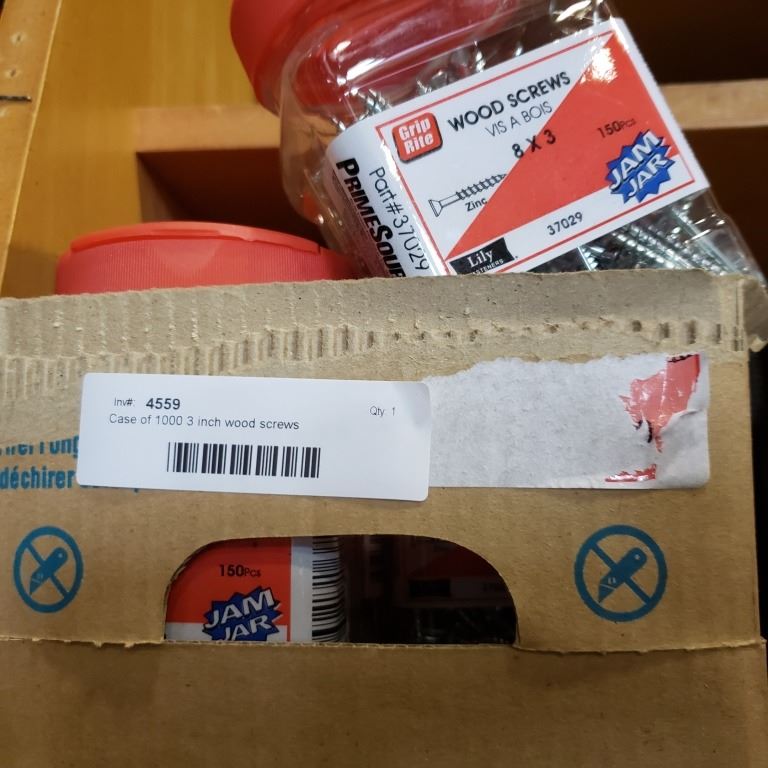 Grip
Rite
WOOD SCREWS
VIS A BOIS
8 X 3
150Pcs
JAM
JAR
Zinc
37029
Lily
Part#37029
Inv#: 4559
Qty: 1
Case of 1000 3 inch wood screws
déchirer
150Pcs
JAM
JAR